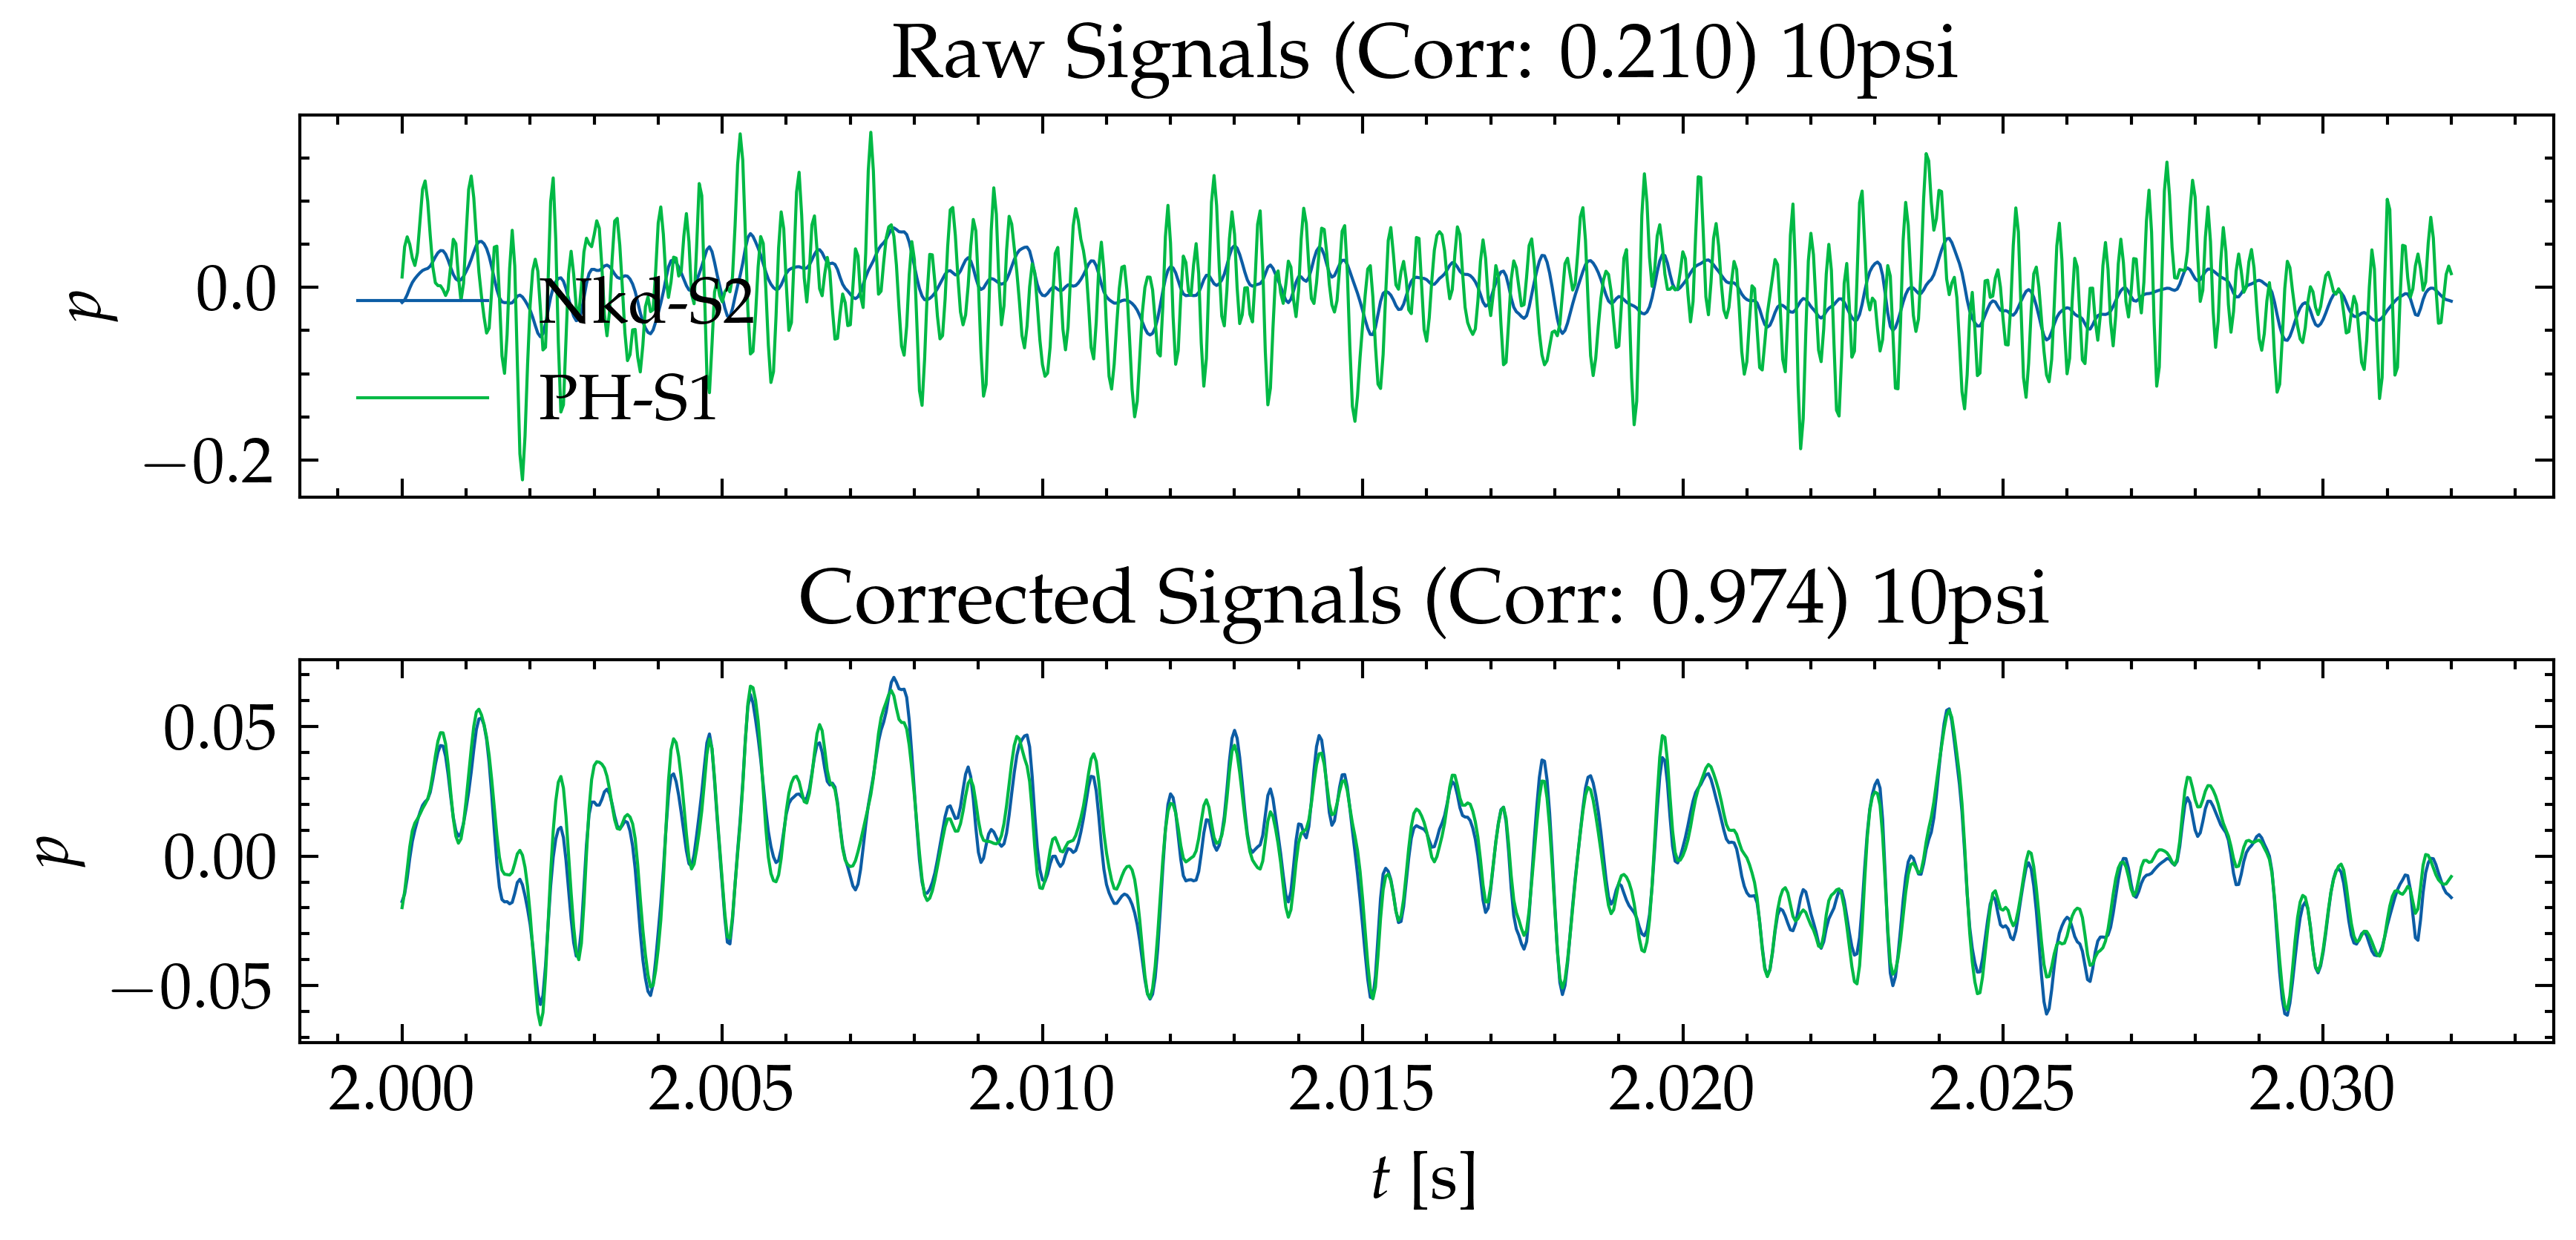 Raw Signals (Corr: 0.210) 10psi
p
0.0
−0.2
Nkd-S2
PH-S1
Corrected Signals (Corr: 0.974) 10psi
p
0.05
0.00
−0.05
2.000 2.005 2.010 2.015 2.020 2.025 2.030
t [s]